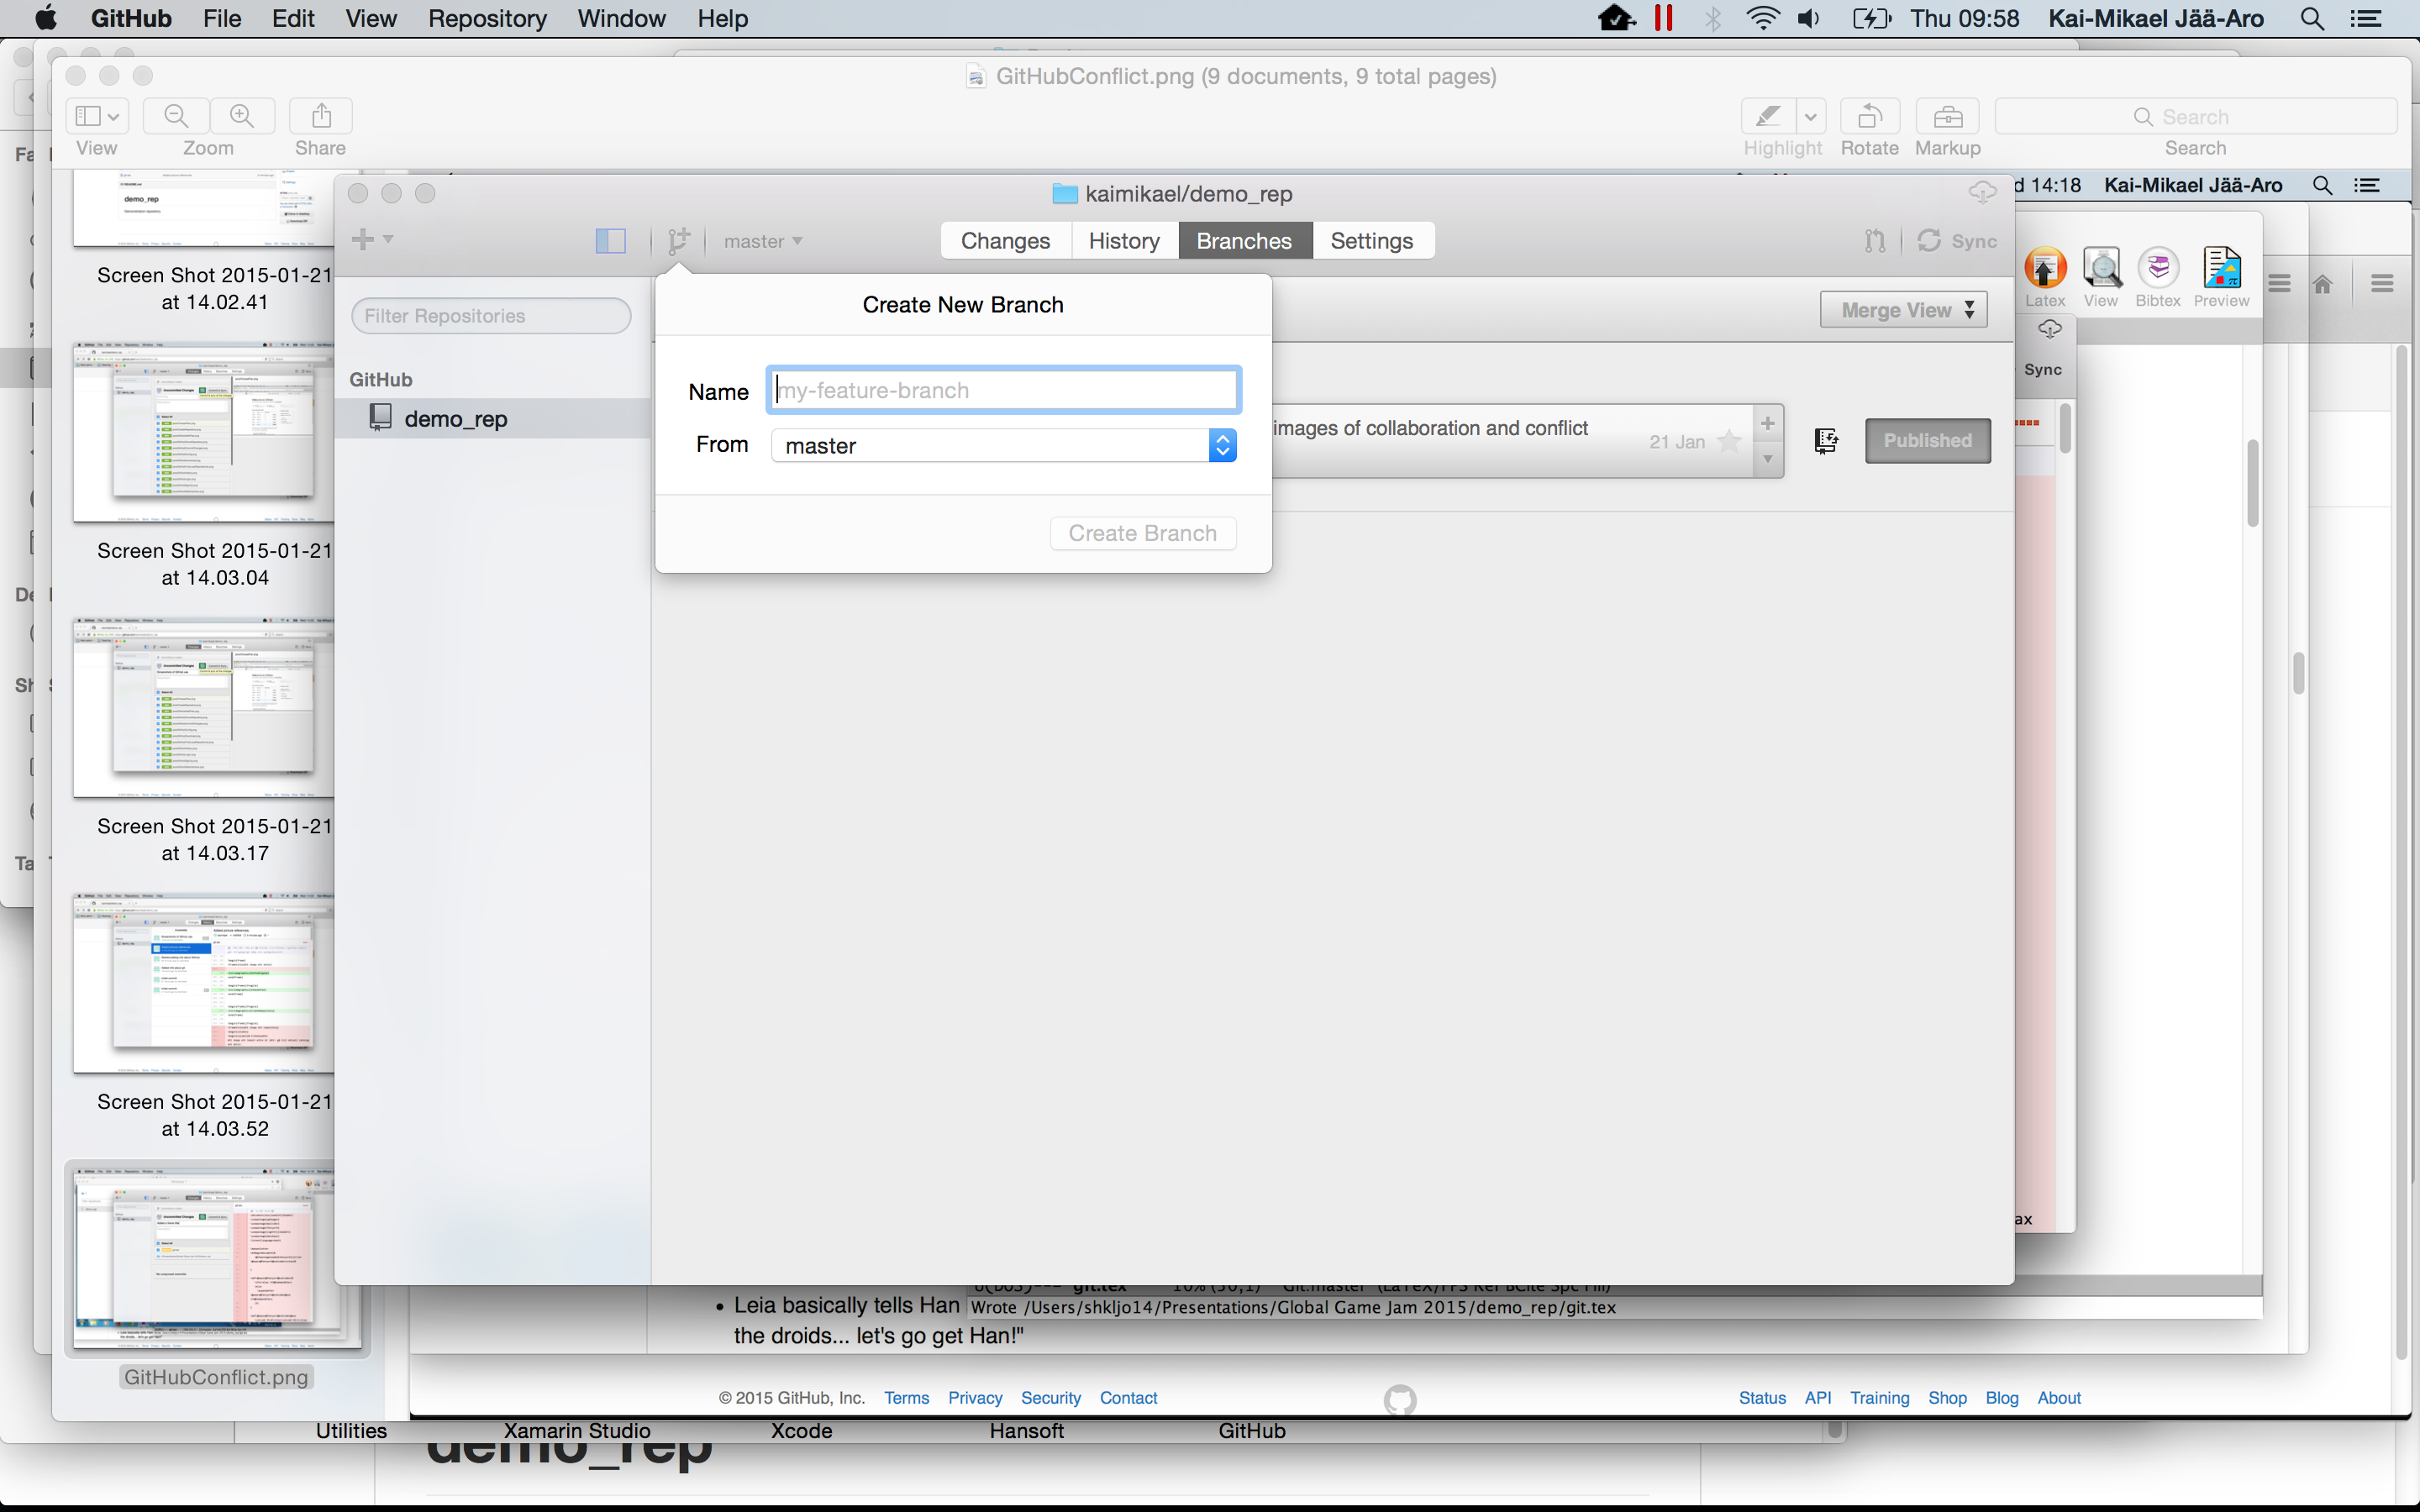 GitHub File Edit View Repository Window Help Thu 09:58 Kai-Mikael Jää-Aro
GitHubConflict.png (9 documents, 9 total pages)
View Zoom Share Highlight Rotate Markup Search
Search
Fa
demo_rep
Screen Shot 2015-01-21
at 14.02.41
Screen Shot 2015-01-21
at 14.03.04
Screen Shot 2015-01-21
at 14.03.17
Screen Shot 2015-01-21
at 14.03.52
GitHubConflict.png
De
Sh
Ta
d 14:18 Kai-Mikael Jää-Aro
kaimikael/demo_rep
master Changes History Branches Settings Sync
Filter Repositories
GitHub
demo_rep
Create New Branch
Name my-feature-branch
From master
Create Branch
Merge View
images of collaboration and conflict
21 Jan
Published
Latex View Bibtex Preview
Sync
ax
git.tex
Wrote /Users/shkljo14/Presentations/Global Game Jam 2015/demo_rep/git.tex
• Leia basically tells Han
the droids... let's go get Han!"
© 2015 GitHub, Inc. Terms Privacy Security Contact
Status API Training Shop Blog About
Utilities Xamarin Studio Xcode Hansoft GitHub
demo_rep